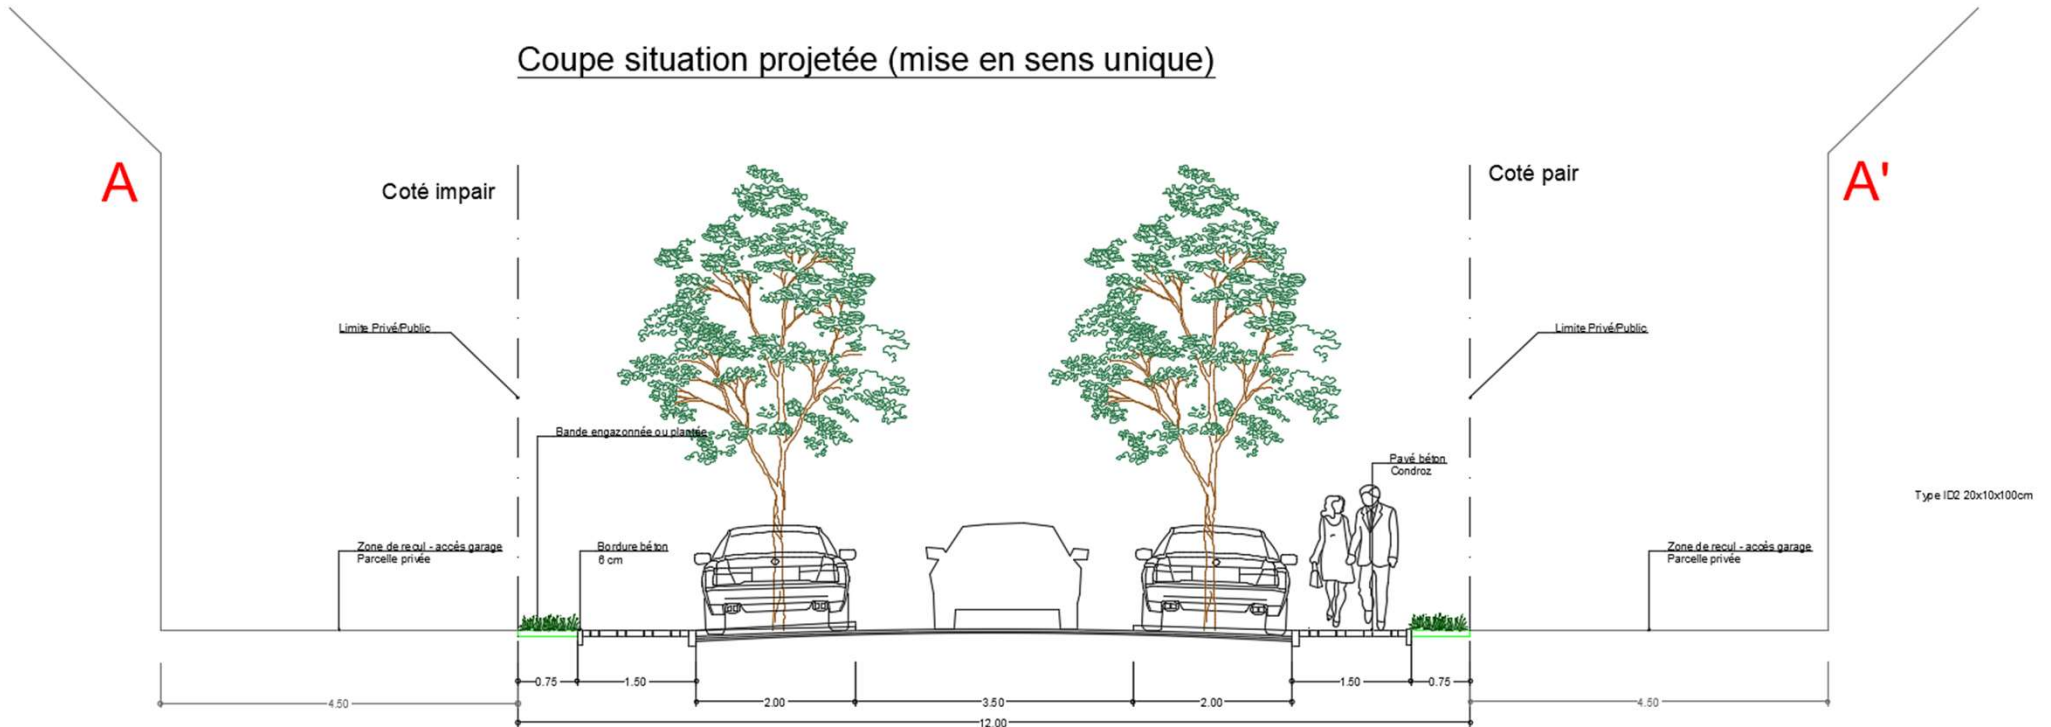 Coupe situation projetée (mise en sens unique)
A
Coté impair
Coté pair
A'
Limite Privé/Public
Limite Privé/Public
Bande engazonnée ou plantée
Pavé béton
Condroz
Type ID2 20x10x100cm
Zone de recul - accès garage
Parcelle privée
Bordure béton
6 cm
Zone de recul - accès garage
Parcelle privée
0.75
1.50
1.50
0.75
4.50
2.00
3.50
2.00
4.50
12.00